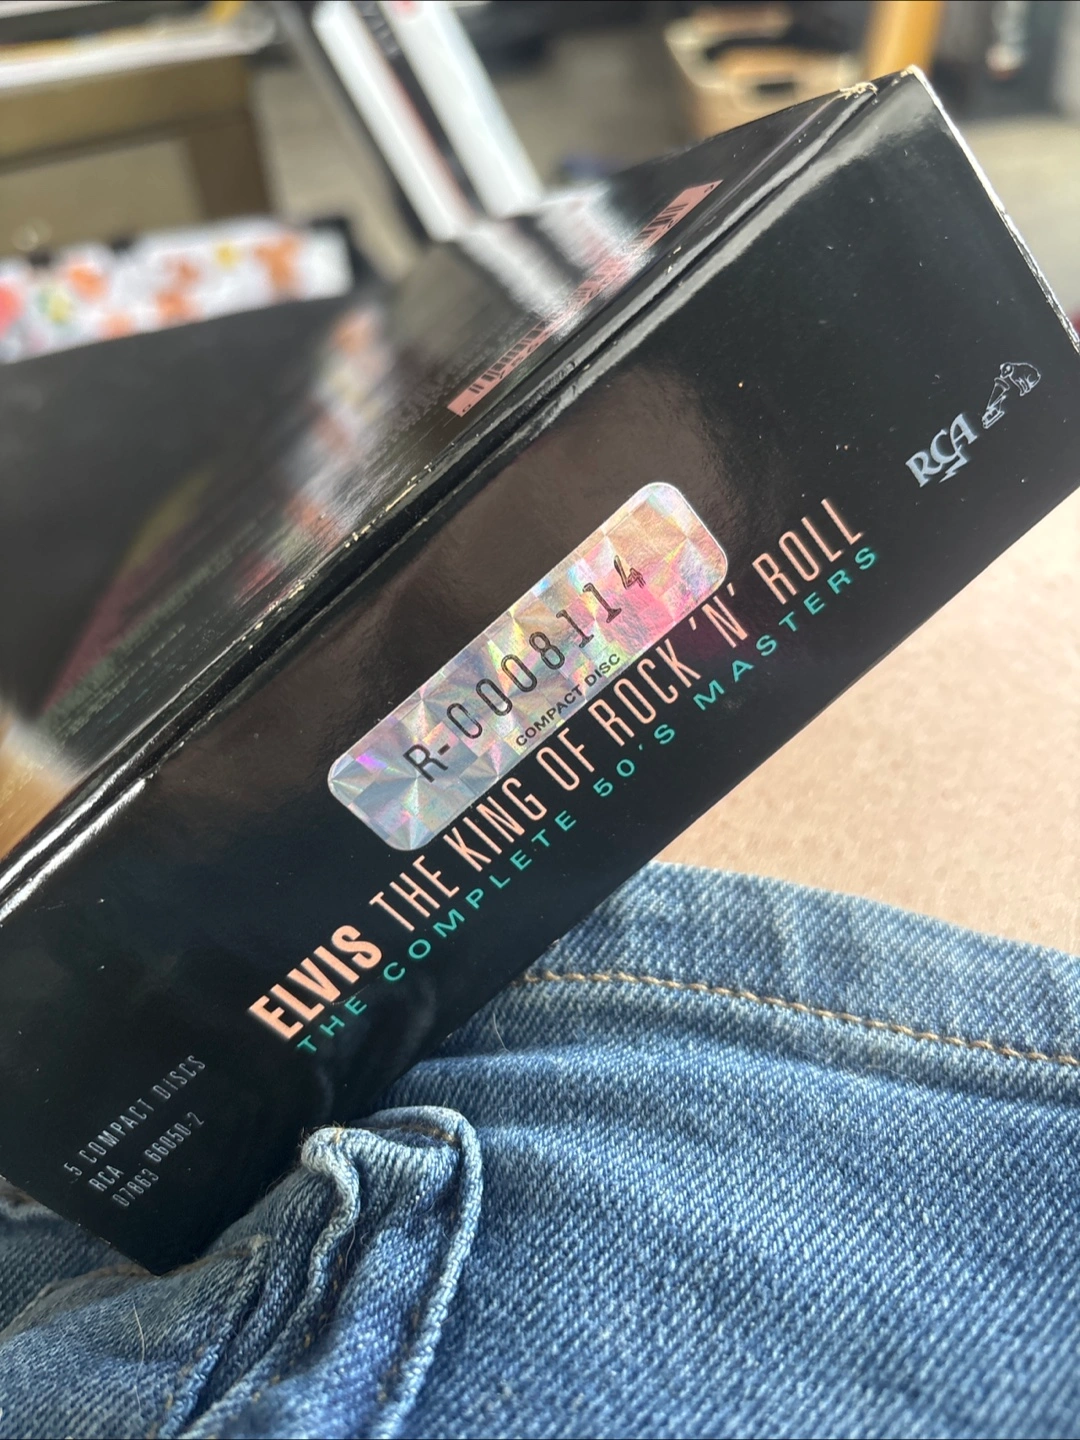 RCA
R-C008114
COMPACT DISC
ELVIS THE KING OF ROCK 'N' ROLL
THE COMPLETE 50'S MASTERS
5 COMPACT DISCS
RCA 66050-2
07863